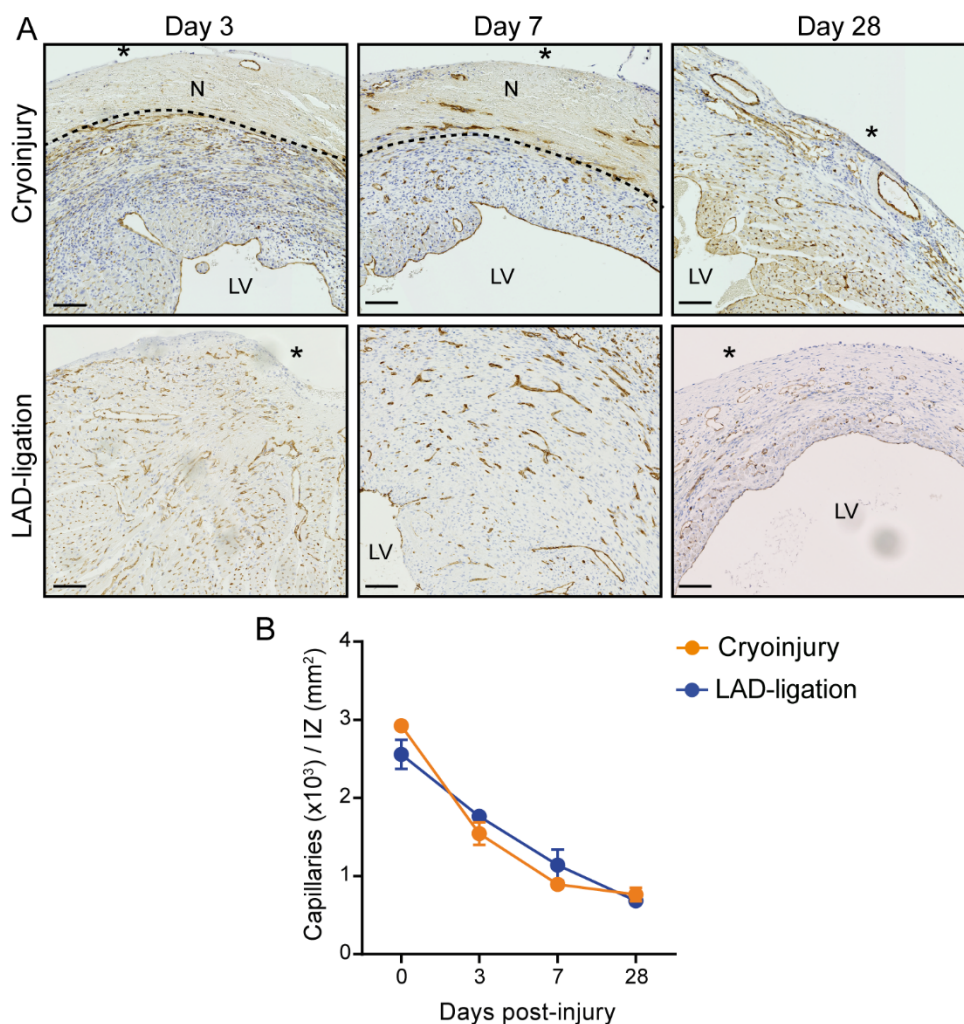 A
Day 3
Day 7
Day 28
Cryoinjury
*
N
LV
*
N
LV
*
LV
LAD-ligation
*
LV
*
LV
B
Capillaries (x10³) / IZ (mm²)
4
3
2
1
0
0 3 7 28
Days post-injury
Cryoinjury
LAD-ligation